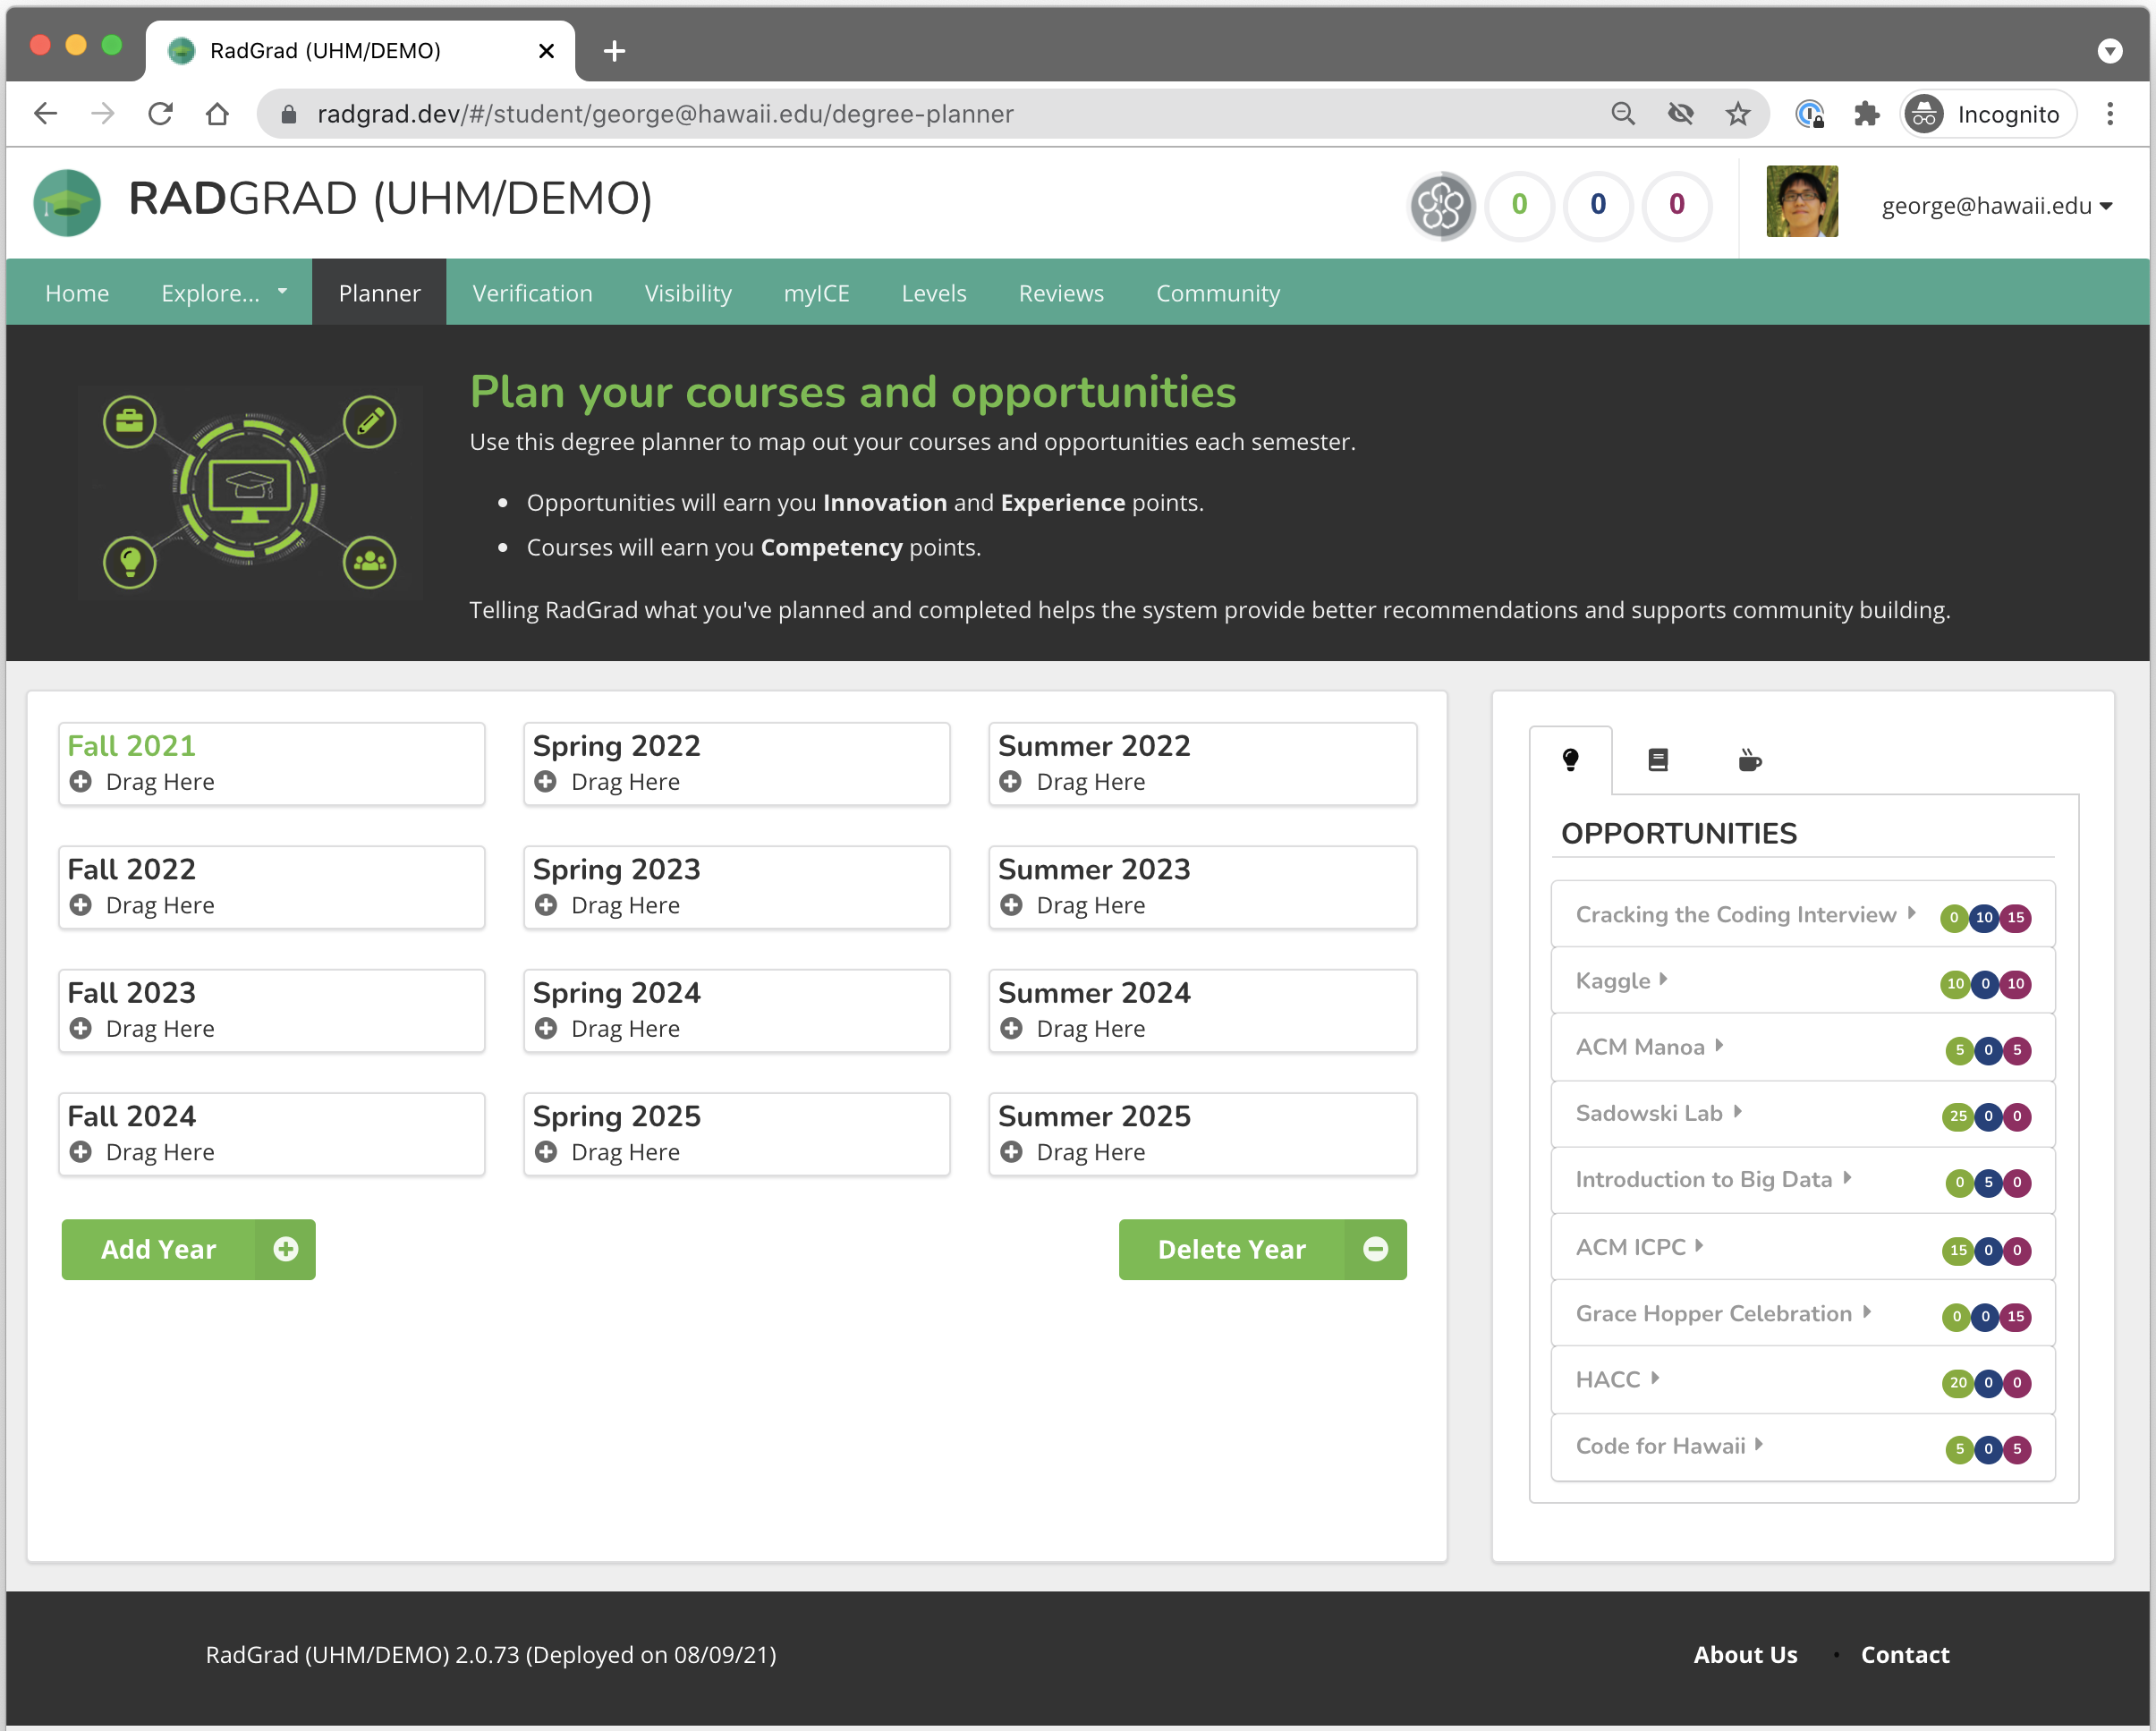 RadGrad (UHM/DEMO)
radgrad.dev/#/student/george@hawaii.edu/degree-planner
Incognito
RADGRAD (UHM/DEMO)
0 0 0
george@hawaii.edu
Home Explore... Planner Verification Visibility myICE Levels Reviews Community
Plan your courses and opportunities
Use this degree planner to map out your courses and opportunities each semester.
• Opportunities will earn you Innovation and Experience points.
• Courses will earn you Competency points.
Telling RadGrad what you've planned and completed helps the system provide better recommendations and supports community building.
Fall 2021 Spring 2022 Summer 2022
Drag Here Drag Here Drag Here
Fall 2022 Spring 2023 Summer 2023
Drag Here Drag Here Drag Here
Fall 2023 Spring 2024 Summer 2024
Drag Here Drag Here Drag Here
Fall 2024 Spring 2025 Summer 2025
Drag Here Drag Here Drag Here
Add Year Delete Year
OPPORTUNITIES
Cracking the Coding Interview 0 10 15
Kaggle 10 0 10
ACM Manoa 5 0 5
Sadowski Lab 25 0 0
Introduction to Big Data 0 5 0
ACM ICPC 15 0 0
Grace Hopper Celebration 0 0 15
HACC 20 0 0
Code for Hawaii 5 0 5
RadGrad (UHM/DEMO) 2.0.73 (Deployed on 08/09/21)
About Us • Contact